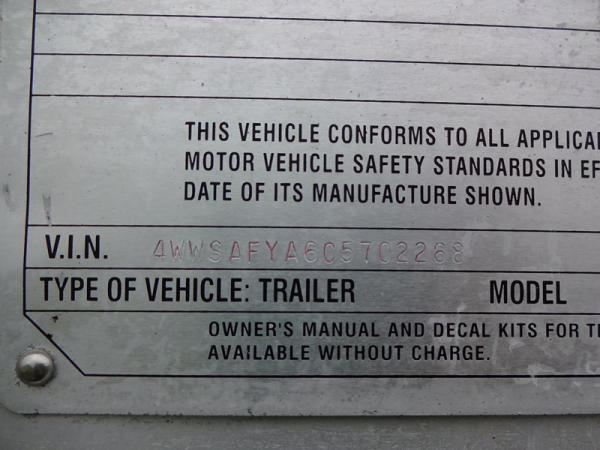 THIS VEHICLE CONFORMS TO ALL APPLICA
MOTOR VEHICLE SAFETY STANDARDS IN EF
DATE OF ITS MANUFACTURE SHOWN.
V.I.N. 4WWSAFYA6C57C2268
TYPE OF VEHICLE: TRAILER MODEL
OWNER'S MANUAL AND DECAL KITS FOR T
AVAILABLE WITHOUT CHARGE.